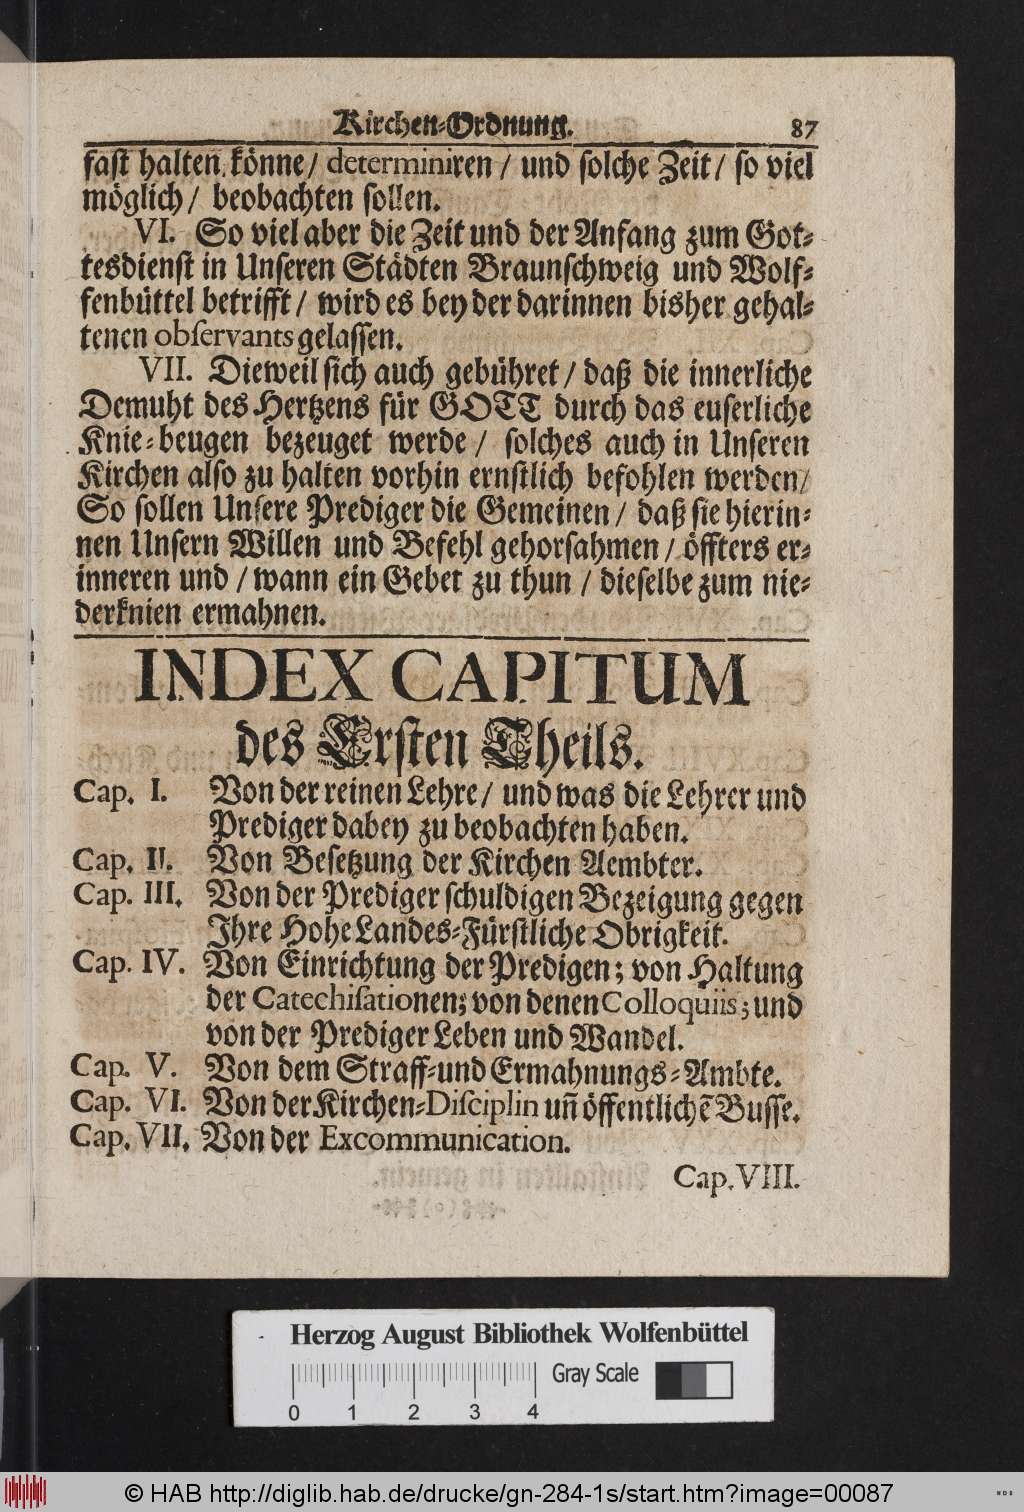 Kirchen-Ordnung. 87
fast halten könne / determiniren / und solche Zeit / so viel
möglich / beobachten sollen.
VI. So viel aber die Zeit und der Anfang zum Got-
tesdienst in Unseren Städten Braunschweig und Wolf-
fenbüttel betrifft / wird es bey der darinnen bisher gehal-
tenen observants gelassen.
VII. Dieweil sich auch gebühret / daß die innerliche
Demuht des Hertzens für GOTT durch das euserliche
Knie-beugen bezeuget werde / solches auch in Unseren
Kirchen also zu halten vorhin ernstlich befohlen werden /
So sollen Unsere Prediger die Gemeinen / daß sie hierin-
nen Unsern Willen und Befehl gehorsahmen / öffters er-
inneren und / wann ein Gebet zu thun / dieselbe zum nie-
derknien ermahnen.
INDEX CAPITUM
des Ersten Theils.
Cap. I. Von der reinen Lehre / und was die Lehrer und
Prediger dabey zu beobachten haben.
Cap. II. Von Besetzung der Kirchen Aembter.
Cap. III. Von der Prediger schuldigen Bezeigung gegen
Ihre Hohe Landes-Fürstliche Obrigkeit.
Cap. IV. Von Einrichtung der Predigen; von Haltung
der Catechisationen; von denen Colloquiis; und
von der Prediger Leben und Wandel.
Cap. V. Von dem Straff- und Ermahnungs-Ambte.
Cap. VI. Von der Kirchen-Disciplin un̄ öffentlichē Busse.
Cap. VII. Von der Excommunication.
Cap. VIII.
Herzog August Bibliothek Wolfenbüttel
Gray Scale
0 1 2 3 4
© HAB http://diglib.hab.de/drucke/gn-284-1s/start.htm?image=00087